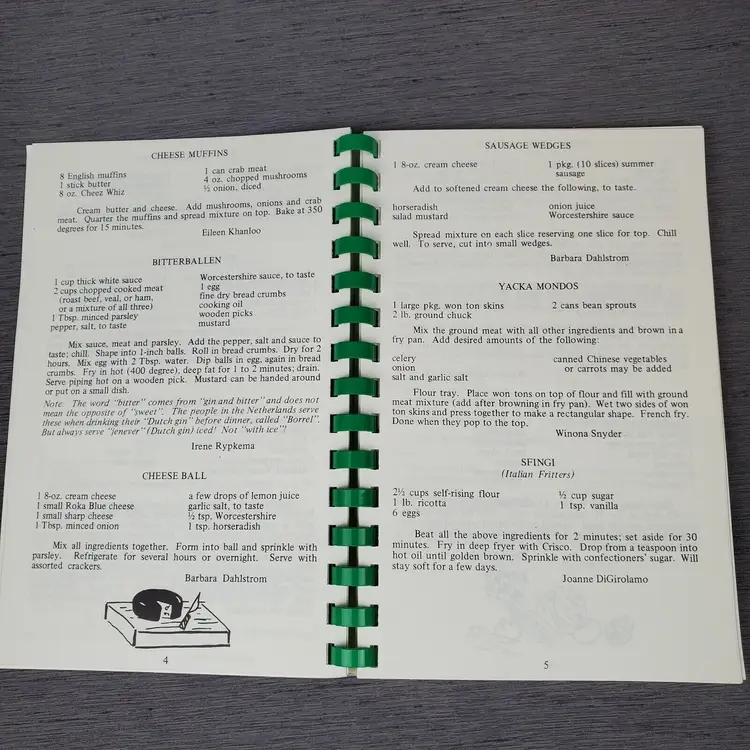 CHEESE MUFFINS
8 English muffins
1 stick butter
8 oz. Cheez Whiz
1 can crab meat
4 oz. chopped mushrooms
½ onion, diced
Cream butter and cheese. Add mushrooms, onions and crab
meat. Quarter the muffins and spread mixture on top. Bake at 350
degrees for 15 minutes.
Eileen Khanloo
BITTERBALLEN
1 cup thick white sauce
2 cups chopped cooked meat
(roast beef, veal, or ham,
or a mixture of all three)
1 Tbsp. minced parsley
pepper, salt, to taste
Worcestershire sauce, to taste
1 egg
fine dry bread crumbs
cooking oil
wooden picks
mustard
Mix sauce, meat and parsley. Add the pepper, salt and sauce to
taste; chill. Shape into 1-inch balls. Roll in bread crumbs. Dry for 2
hours. Mix egg with 2 Tbsp. water. Dip balls in egg, again in bread
crumbs. Fry in hot (400 degree), deep fat for 1 to 2 minutes; drain.
Serve piping hot on a wooden pick. Mustard can be handed around
or put on a small dish.
Note: The word "bitter" comes from "gin and bitter" and does not
mean the opposite of "sweet". The people in the Netherlands serve
these when drinking their "Dutch gin" before dinner, called "Borrel".
But always serve "jenever" (Dutch gin) iced! Not "with ice"!
Irene Rypkema
CHEESE BALL
1 8-oz. cream cheese
1 small Roka Blue cheese
1 small sharp cheese
1 Tbsp. minced onion
a few drops of lemon juice
garlic salt, to taste
½ tsp, Worcestershire
1 tsp. horseradish
Mix all ingredients together. Form into ball and sprinkle with
parsley. Refrigerate for several hours or overnight. Serve with
assorted crackers.
Barbara Dahlstrom
4
SAUSAGE WEDGES
1 8-oz. cream cheese
1 pkg. (10 slices) summer
sausage
Add to softened cream cheese the following, to taste.
horseradish
salad mustard
onion juice
Worcestershire sauce
Spread mixture on each slice reserving one slice for top. Chill
well. To serve, cut into small wedges.
Barbara Dahlstrom
YACKA MONDOS
1 large pkg. won ton skins
2 lb. ground chuck
2 cans bean sprouts
Mix the ground meat with all other ingredients and brown in a
fry pan. Add desired amounts of the following:
celery
onion
salt and garlic salt
canned Chinese vegetables
or carrots may be added
Flour tray. Place won tons on top of flour and fill with ground
meat mixture (add after browning in fry pan). Wet two sides of won
ton skins and press together to make a rectangular shape. French fry.
Done when they pop to the top.
Winona Snyder
SFINGI
(Italian Fritters)
2½ cups self-rising flour
1 lb. ricotta
6 eggs
½ cup sugar
1 tsp. vanilla
Beat all the above ingredients for 2 minutes; set aside for 30
minutes. Fry in deep fryer with Crisco. Drop from a teaspoon into
hot oil until golden brown. Sprinkle with confectioners' sugar. Will
stay soft for a few days.
Joanne DiGirolamo
5